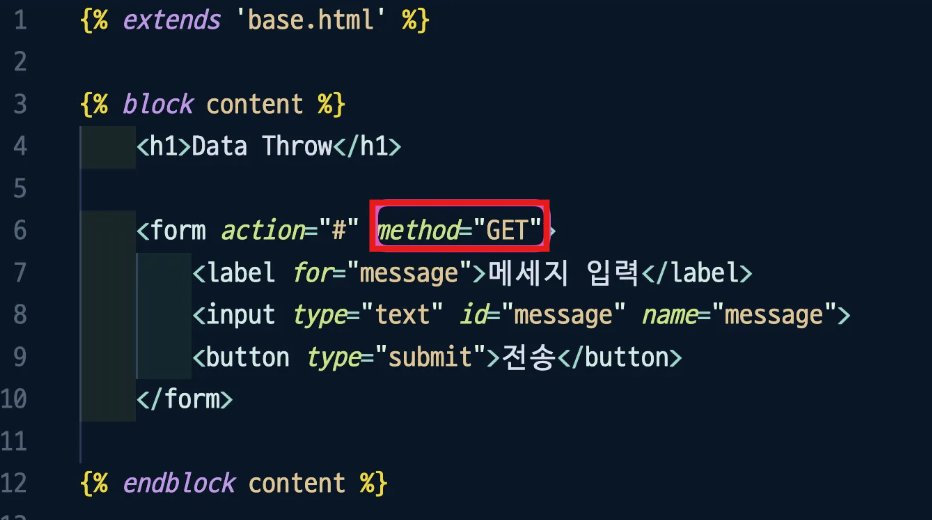 1 {% extends 'base.html' %}
2
3 {% block content %}
4 <h1>Data Throw</h1>
5
6 <form action="#" method="GET">
7 <label for="message">메세지 입력</label>
8 <input type="text" id="message" name="message">
9 <button type="submit">전송</button>
10 </form>
11
12 {% endblock content %}